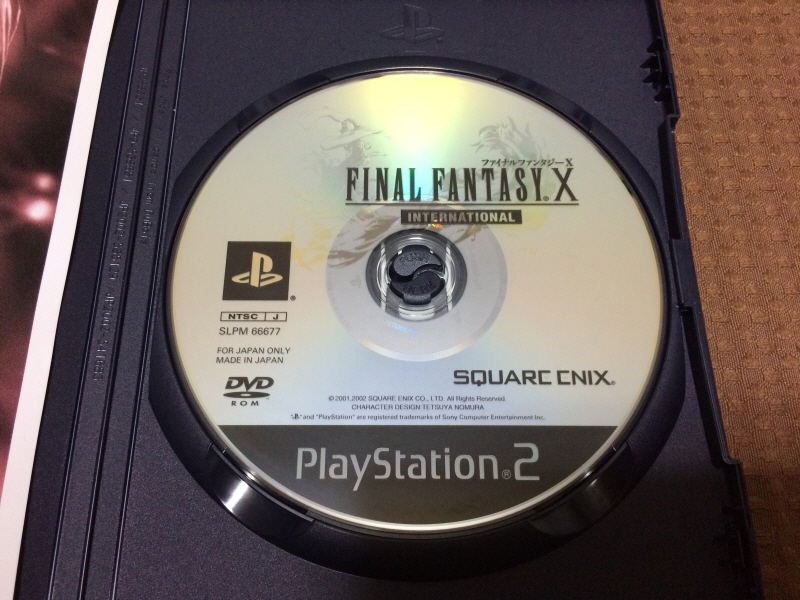 ファイナルファンタジーX
FINAL FANTASY® X
INTERNATIONAL
NTSC J
SLPM 66677
FOR JAPAN ONLY
MADE IN JAPAN
DVD
ROM
SQUARE ENIX®
© 2001,2002 SQUARE ENIX CO., LTD. All Rights Reserved.
CHARACTER DESIGN:TETSUYA NOMURA
" " and "PlayStation" are registered trademarks of Sony Computer Entertainment Inc.
PlayStation®2